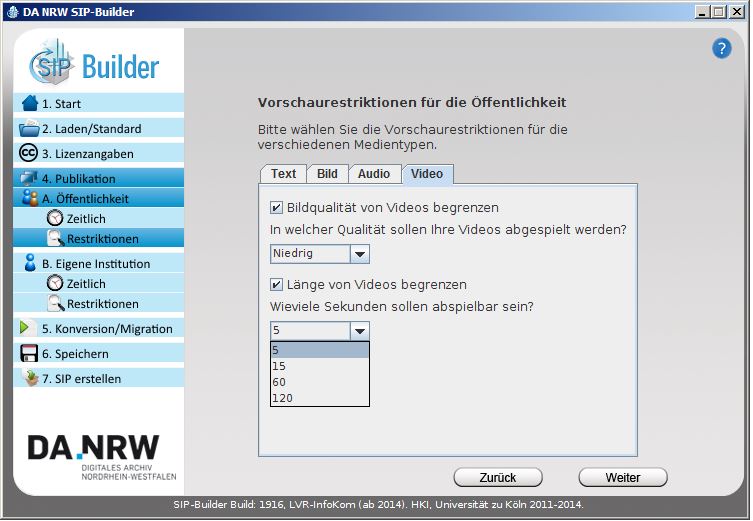 DA NRW SIP-Builder
SIP Builder
?
1. Start
2. Laden/Standard
3. Lizenzangaben
4. Publikation
A. Öffentlichkeit
Zeitlich
Restriktionen
B. Eigene Institution
Zeitlich
Restriktionen
5. Konversion/Migration
6. Speichern
7. SIP erstellen
DA.NRW
DIGITALES ARCHIV
NORDRHEIN-WESTFALEN
Vorschaurestriktionen für die Öffentlichkeit
Bitte wählen Sie die Vorschaurestriktionen für die
verschiedenen Medientypen.
Text Bild Audio Video
Bildqualität von Videos begrenzen
In welcher Qualität sollen Ihre Videos abgespielt werden?
Niedrig
Länge von Videos begrenzen
Wieviele Sekunden sollen abspielbar sein?
5
5
15
60
120
Zurück Weiter
SIP-Builder Build: 1916, LVR-InfoKom (ab 2014). HKI, Universität zu Köln 2011-2014.